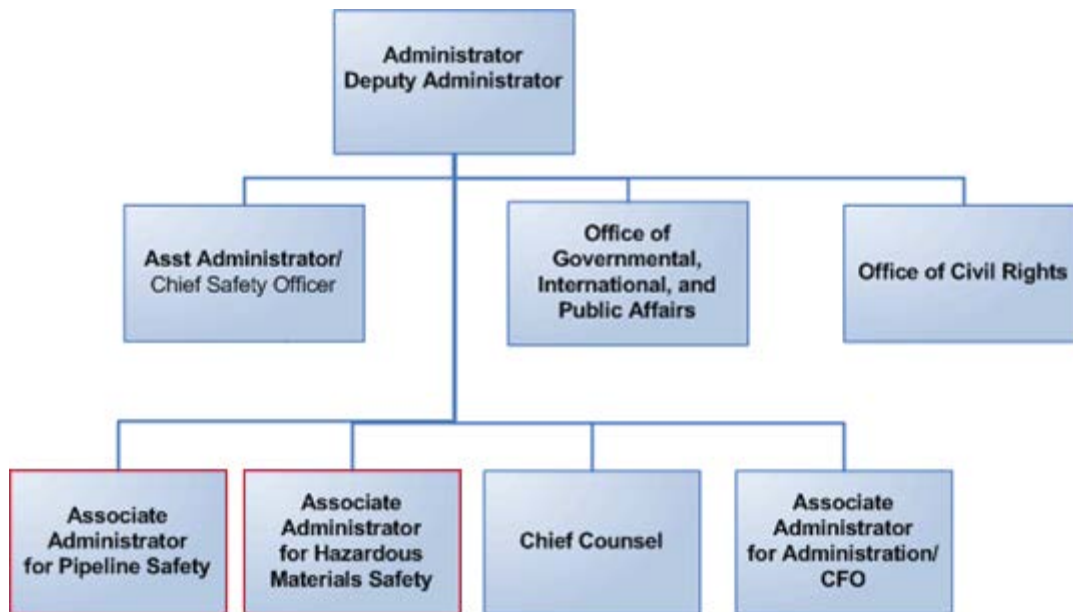 Administrator
Deputy Administrator
Asst Administrator/
Chief Safety Officer
Office of
Governmental,
International, and
Public Affairs
Office of Civil Rights
Associate
Administrator
for Pipeline Safety
Associate
Administrator
for Hazardous
Materials Safety
Chief Counsel
Associate
Administrator
for Administration/
CFO